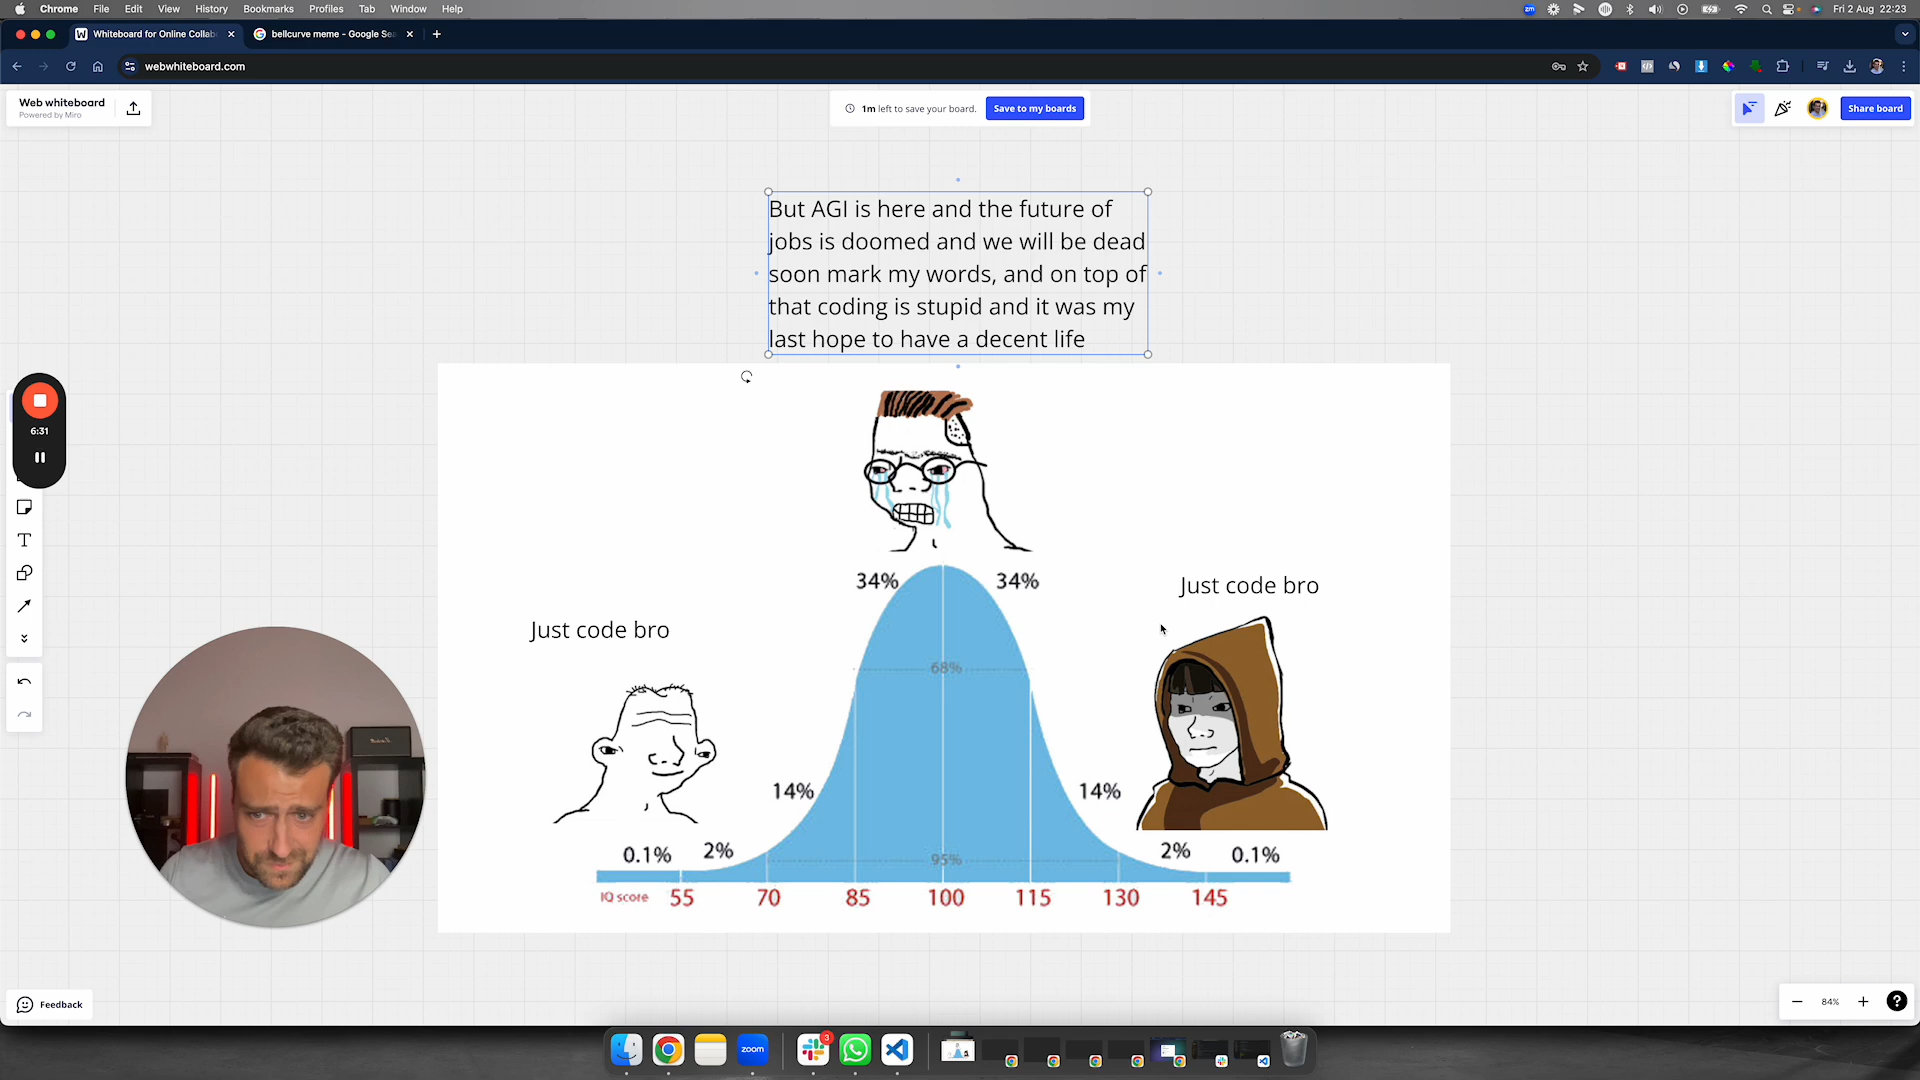 Chrome File Edit View History Bookmarks Profiles Tab Window Help
zm
Fri 2 Aug 22:23
Whiteboard for Online Collab
bellcurve meme - Google Sea
webwhiteboard.com
Web whiteboard
Powered by Miro
1m left to save your board.
Save to my boards
Share board
But AGI is here and the future of
jobs is doomed and we will be dead
soon mark my words, and on top of
that coding is stupid and it was my
last hope to have a decent life
6:31
34% 34%
Just code bro
Just code bro
68%
14% 14%
0.1% 2% 95% 2% 0.1%
IQ score 55 70 85 100 115 130 145
Feedback
84%
zoom
3